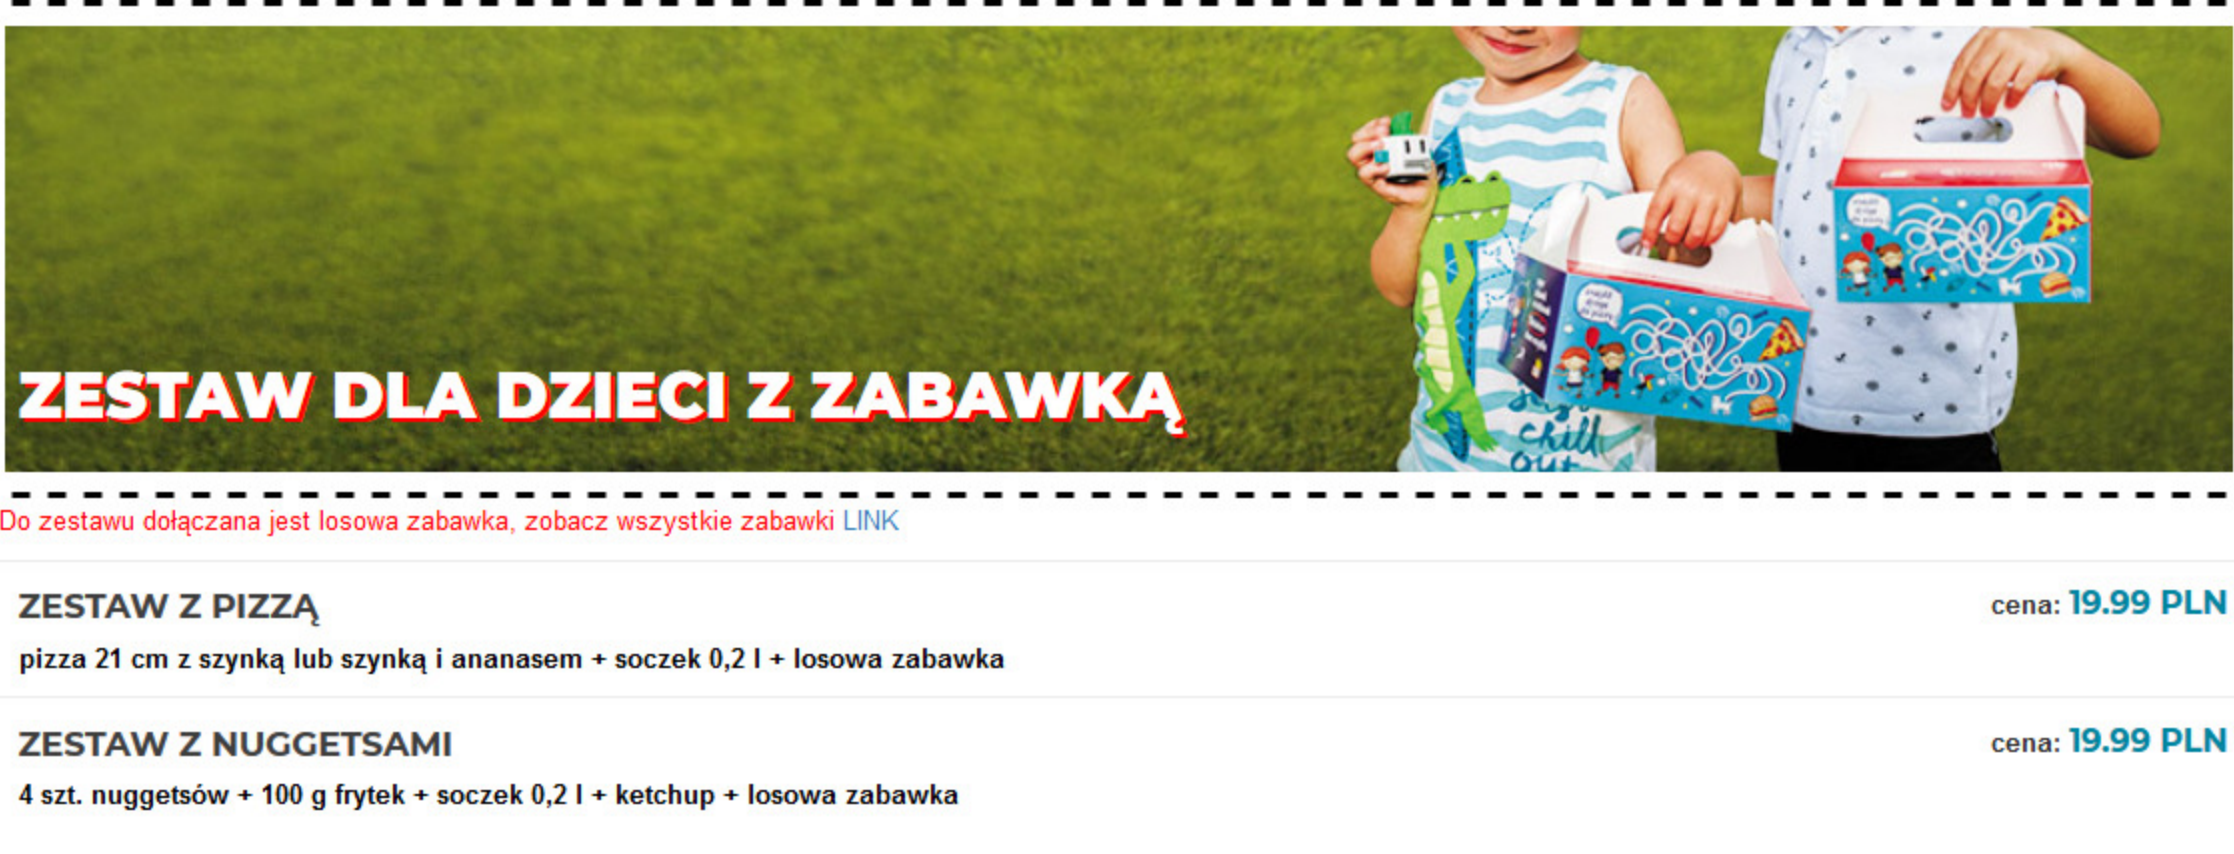 ZESTAW DLA DZIECI Z ZABAWKĄ
chill
out
Do zestawu dołączana jest losowa zabawka, zobacz wszystkie zabawki LINK
ZESTAW Z PIZZĄ
cena: 19.99 PLN
pizza 21 cm z szynką lub szynką i ananasem + soczek 0,2 l + losowa zabawka
ZESTAW Z NUGGETSAMI
cena: 19.99 PLN
4 szt. nuggetsów + 100 g frytek + soczek 0,2 l + ketchup + losowa zabawka